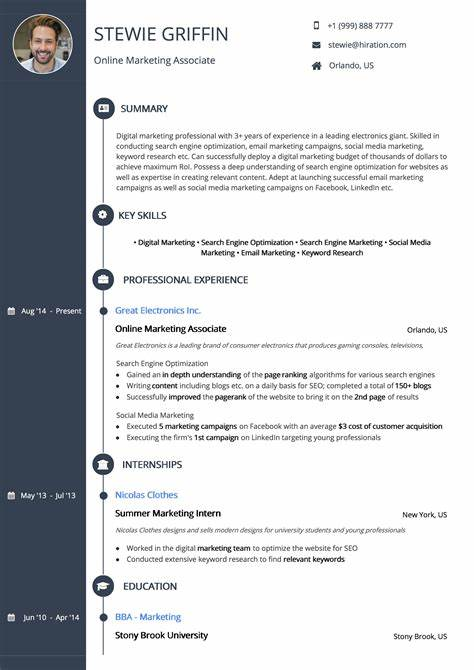 STEWIE GRIFFIN
Online Marketing Associate
+1 (999) 888 7777
stewie@hiration.com
Orlando, US
SUMMARY
Digital marketing professional with 3+ years of experience in a leading electronics giant. Skilled in
conducting search engine optimization, email marketing campaigns, social media marketing,
keyword research etc. Can successfully deploy a digital marketing budget of thousands of dollars to
achieve maximum RoI. Possess a deep understanding of search engine optimization for websites and
expertise in creating relevant content. Adept at launching successful email marketing
campaigns as well as social media marketing campaigns on Facebook, LinkedIn etc.
KEY SKILLS
• Digital Marketing • Search Engine Optimization • Search Engine Marketing • Social Media
Marketing • Email Marketing • Keyword Research
PROFESSIONAL EXPERIENCE
Aug '14 - Present
Great Electronics Inc.
Online Marketing Associate
Orlando, US
Great Electronics is a leading brand of consumer electronics that produces gaming consoles, televisions,
Search Engine Optimization
• Gained an in depth understanding of the page ranking algorithms for various search engines
• Writing content including blogs etc. on a daily basis for SEO; completed a total of 150+ blogs
• Successfully improved the pagerank of the website to bring it on the 2nd page of results
Social Media Marketing
• Executed 5 marketing campaigns on Facebook with an average $3 cost of customer acquisition
• Executing the firm's 1st campaign on LinkedIn targeting young professionals
INTERNSHIPS
May '13 - Jul '13
Nicolas Clothes
Summer Marketing Intern
New York, US
Nicolas Clothes designs and sells modern designs for university students and young professionals
• Worked in the digital marketing team to optimize the website for SEO
• Conducted extensive keyword research to create relevant content
EDUCATION
Jun '10 - Apr '14
BBA - Marketing
Stony Brook University
Stony Brook, US